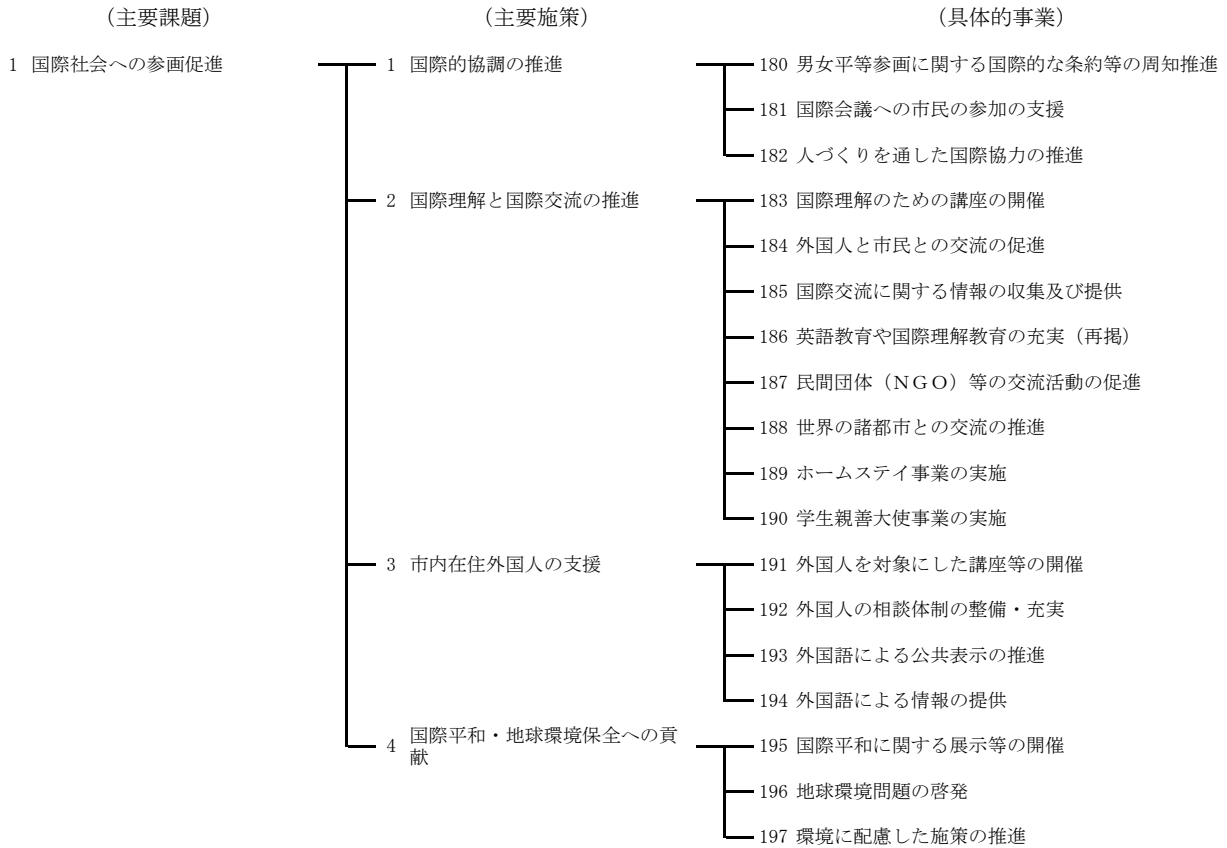 （主要課題） （主要施策） （具体的事業）
1 国際社会への参画促進 1 国際的協調の推進 180 男女平等参画に関する国際的な条約等の周知推進
181 国際会議への市民の参加の支援
182 人づくりを通した国際協力の推進
2 国際理解と国際交流の推進 183 国際理解のための講座の開催
184 外国人と市民との交流の促進
185 国際交流に関する情報の収集及び提供
186 英語教育や国際理解教育の充実（再掲）
187 民間団体（ＮＧＯ）等の交流活動の促進
188 世界の諸都市との交流の推進
189 ホームステイ事業の実施
190 学生親善大使事業の実施
3 市内在住外国人の支援 191 外国人を対象にした講座等の開催
192 外国人の相談体制の整備・充実
193 外国語による公共表示の推進
194 外国語による情報の提供
4 国際平和・地球環境保全への貢
献
195 国際平和に関する展示等の開催
196 地球環境問題の啓発
197 環境に配慮した施策の推進